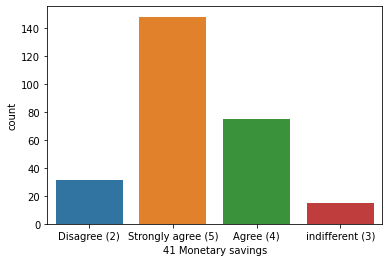 140
120
100
80
60
40
20
0
count
Disagree (2) Strongly agree (5) Agree (4) indifferent (3)
41 Monetary savings